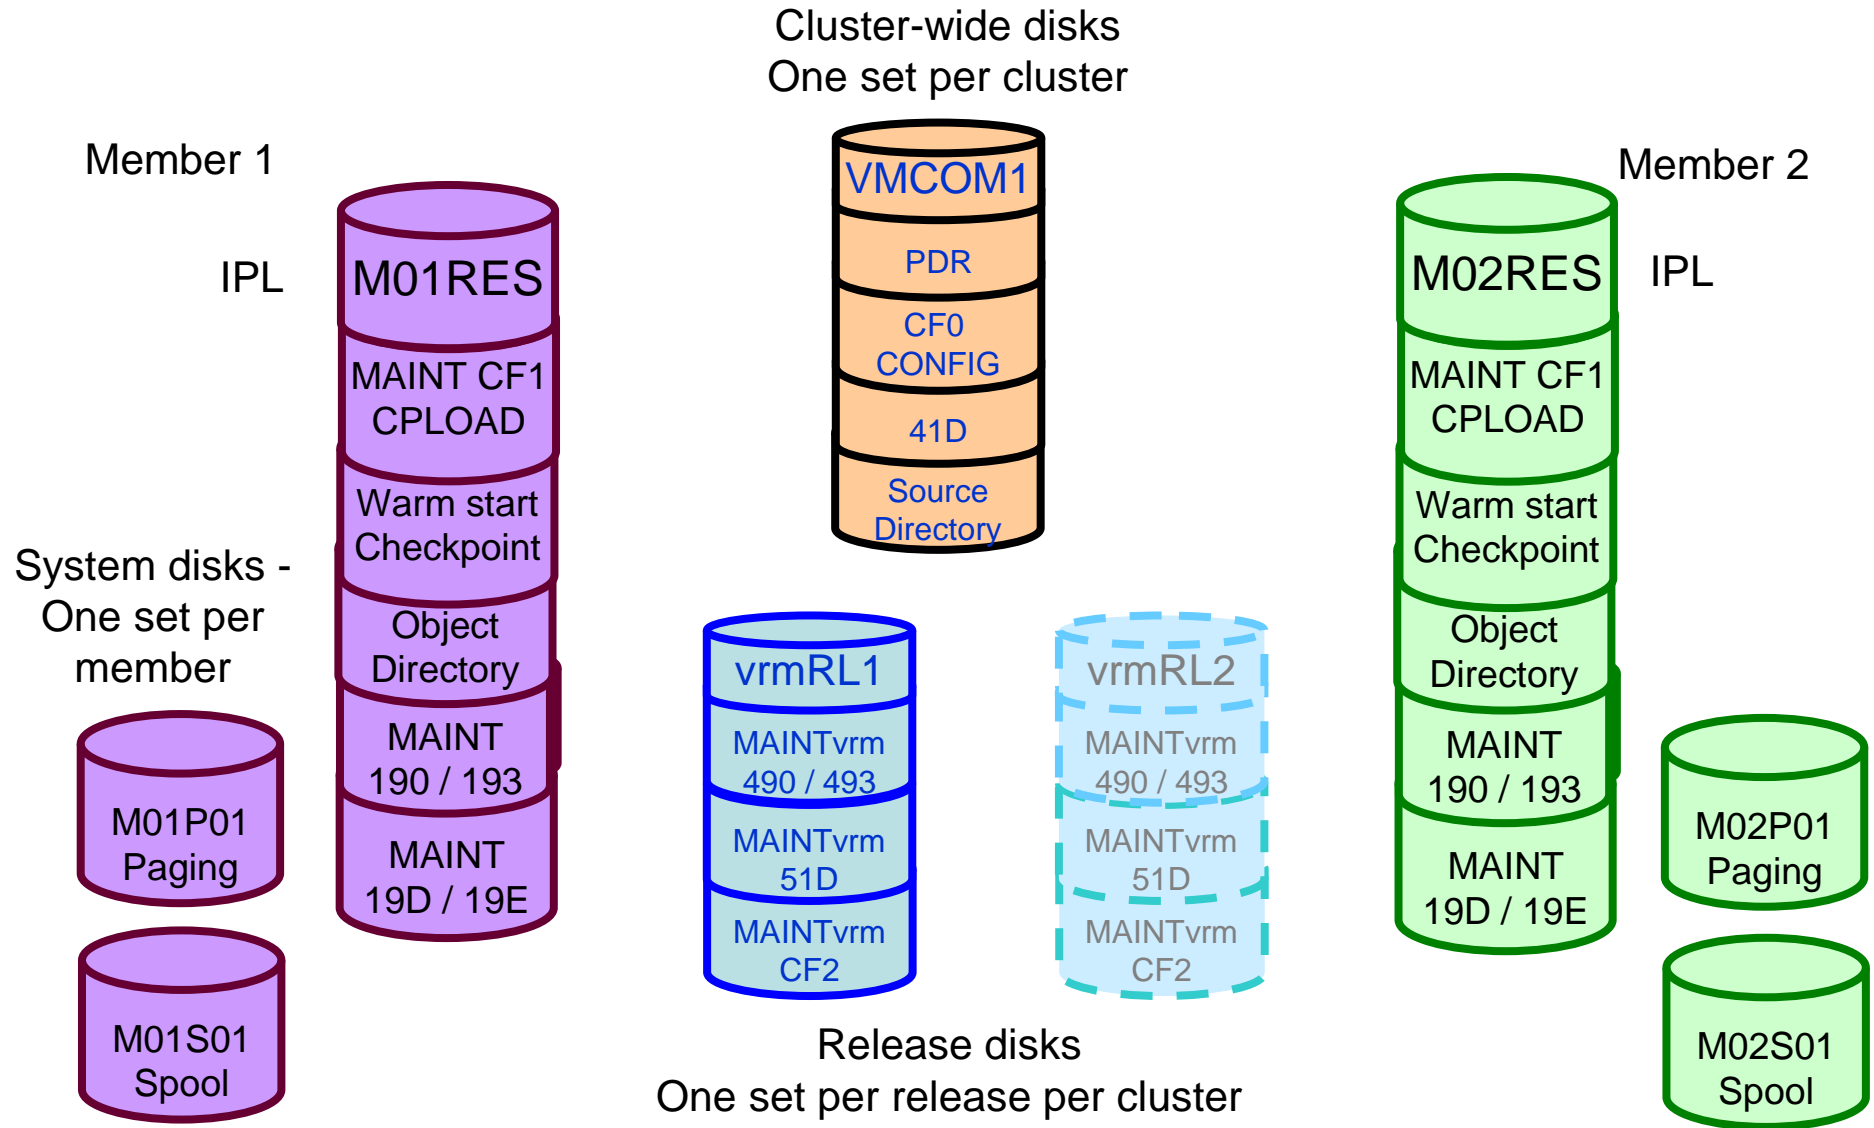 Cluster-wide disks
One set per cluster
Member 1
IPL
M01RES
MAINT CF1
CPLOAD
Warm start
Checkpoint
Object
Directory
MAINT
190 / 193
MAINT
19D / 19E
System disks -
One set per
member
M01P01
Paging
M01S01
Spool
VMCOM1
PDR
CF0
CONFIG
41D
Source
Directory
vrmRL1
MAINTvrm
490 / 493
MAINTvrm
51D
MAINTvrm
CF2
vrmRL2
MAINTvrm
490 / 493
MAINTvrm
51D
MAINTvrm
CF2
Release disks
One set per release per cluster
Member 2
IPL
M02RES
MAINT CF1
CPLOAD
Warm start
Checkpoint
Object
Directory
MAINT
190 / 193
MAINT
19D / 19E
M02P01
Paging
M02S01
Spool